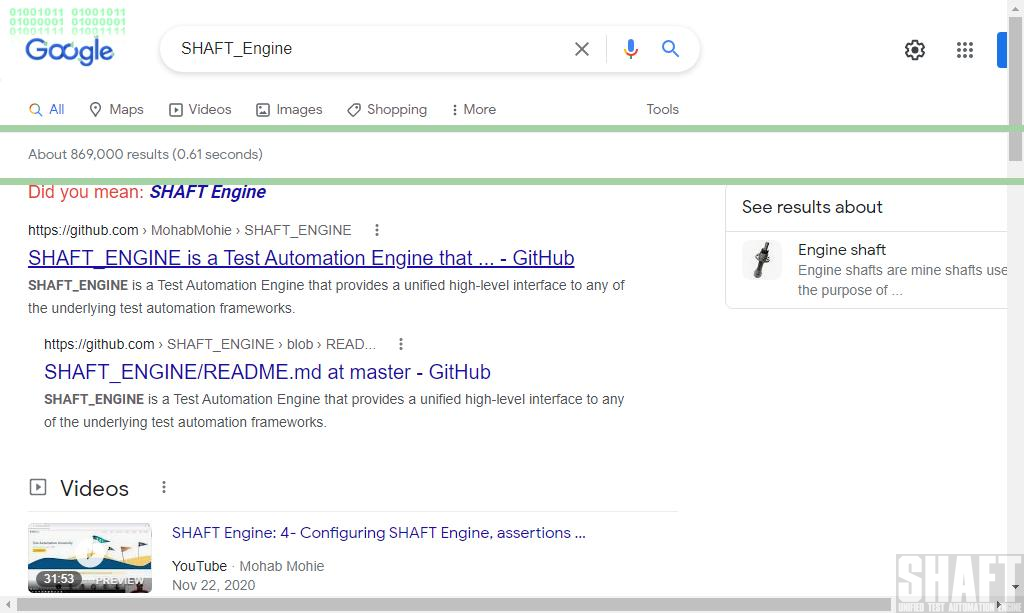 01001011 01001011
01000001 01000001
01001111 01001111
Google
SHAFT_Engine
All
Maps
Videos
Images
Shopping
More
Tools
About 869,000 results (0.61 seconds)
Did you mean: SHAFT Engine
https://github.com › MohabMohie › SHAFT_ENGINE
SHAFT_ENGINE is a Test Automation Engine that ... - GitHub
SHAFT_ENGINE is a Test Automation Engine that provides a unified high-level interface to any of
the underlying test automation frameworks.
https://github.com › SHAFT_ENGINE › blob › READ...
SHAFT_ENGINE/README.md at master - GitHub
SHAFT_ENGINE is a Test Automation Engine that provides a unified high-level interface to any
of the underlying test automation frameworks.
See results about
Engine shaft
Engine shafts are mine shafts use
the purpose of ...
Videos
SHAFT Engine: 4- Configuring SHAFT Engine, assertions ...
31:53
PREVIEW
YouTube · Mohab Mohie
Nov 22, 2020
SHAFT
UNIFIED TEST AUTOMATION